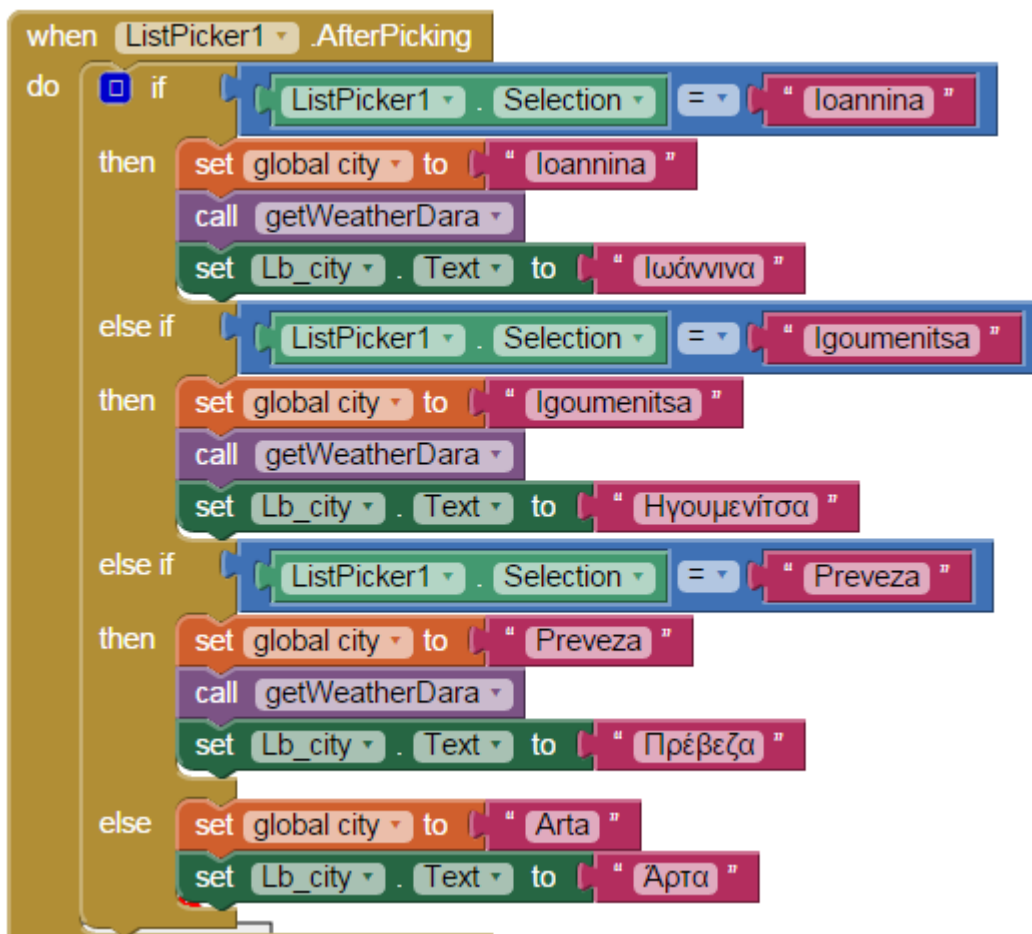 when ListPicker1 .AfterPicking
do if ListPicker1 . Selection = " Ioannina "
then set global city to " Ioannina "
call getWeatherDara
set Lb_city . Text to " Ιωάννινα "
else if ListPicker1 . Selection = " Igoumenitsa "
then set global city to " Igoumenitsa "
call getWeatherDara
set Lb_city . Text to " Ηγουμενίτσα "
else if ListPicker1 . Selection = " Preveza "
then set global city to " Preveza "
call getWeatherDara
set Lb_city . Text to " Πρέβεζα "
else set global city to " Arta "
set Lb_city . Text to " Άρτα "